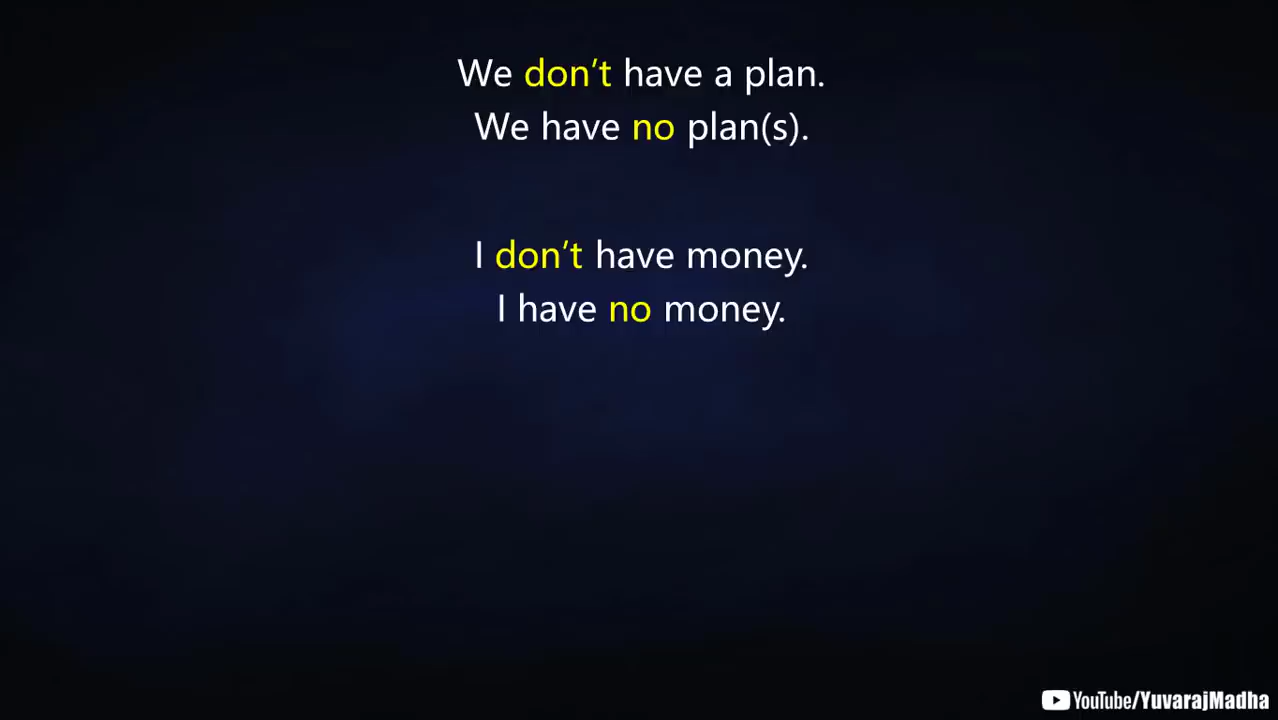 We don’t have a plan.
We have no plan(s).
I don’t have money.
I have no money.
YouTube/YuvarajMadha